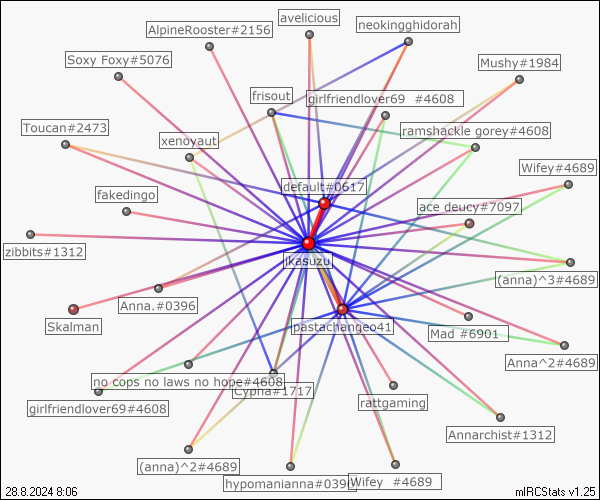 avelicious
neokingghidorah
AlpineRooster#2156
Soxy Foxy#5076
Mushy#1984
frisout
girlfriendlover69 #4608
Toucan#2473
ramshackle gorey#4608
xenoyaut
Wifey#4689
default#0617
fakedingo
ace deucy#7097
zibbits#1312
jikasuzu
(anna)^3#4689
Anna.#0396
Skalman
pastachangeo41
Mad #6901
Anna^2#4689
no cops no laws no hope#4608
Cypha#1717
rattgaming
girlfriendlover69#4608
Annarchist#1312
(anna)^2#4689
hypomanianna#0396
Wifey #4689
28.8.2024 8:06
mIRCStats v1.25